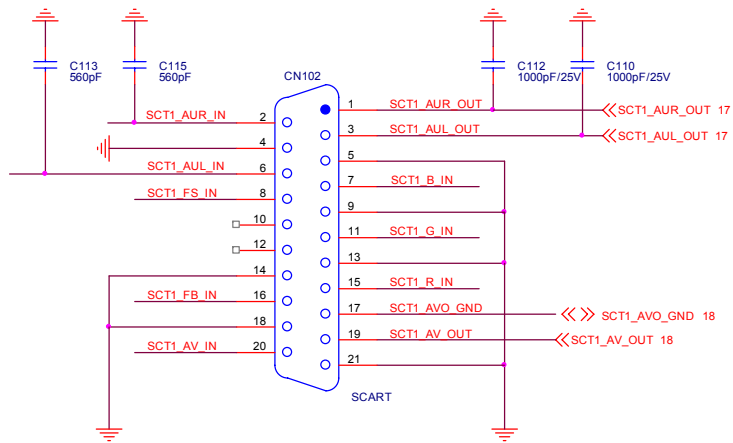 C113
560pF
C115
560pF
C112
1000pF/25V
C110
1000pF/25V
CN102
1
SCT1_AUR_OUT
SCT1_AUR_OUT 17
SCT1_AUR_IN
2
3
SCT1_AUL_OUT
SCT1_AUL_OUT 17
4
5
SCT1_AUL_IN
6
7
SCT1_B_IN
SCT1_FS_IN
8
9
10
11
SCT1_G_IN
12
13
14
15
SCT1_R_IN
SCT1_FB_IN
16
17
SCT1_AVO_GND
SCT1_AVO_GND 18
18
19
SCT1_AV_OUT
SCT1_AV_OUT 18
SCT1_AV_IN
20
21
SCART